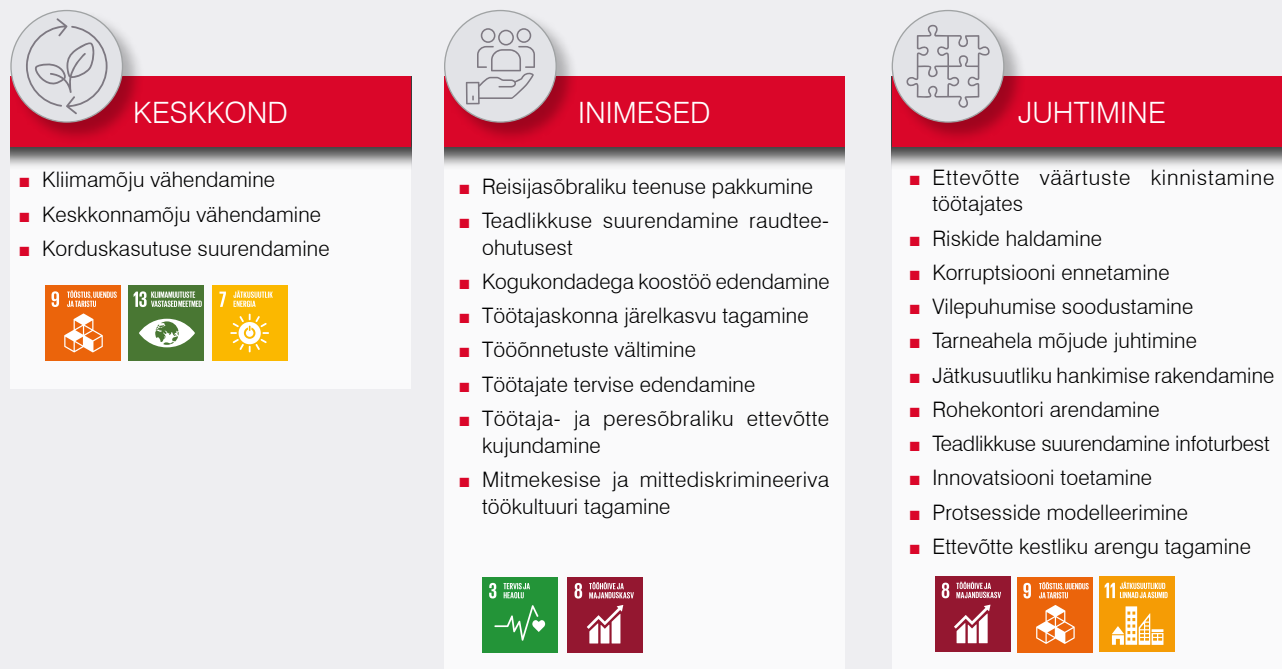 KESKKOND
■ Kliimamõju vähendamine
■ Keskkonnamõju vähendamine
■ Korduskasutuse suurendamine
9 TÖÖSTUS, UUENDUS
JA TARISTU
13 KLIIMAMUUTUSTE
VASTASED MEETMED
7 JÄTKUSUUTLIK
ENERGIA
INIMESED
■ Reisijasõbraliku teenuse pakkumine
■ Teadlikkuse suurendamine raudtee-
ohutusest
■ Kogukondadega koostöö edendamine
■ Töötajaskonna järelkasvu tagamine
■ Tööõnnetuste vältimine
■ Töötajate tervise edendamine
■ Töötaja- ja peresõbraliku ettevõtte
kujundamine
■ Mitmekesise ja mittediskrimineeriva
töökultuuri tagamine
3 TERVIS JA
HEAOLU
8 TÖÖHÕIVE JA
MAJANDUSKASV
JUHTIMINE
■ Ettevõtte väärtuste kinnistamine
töötajates
■ Riskide haldamine
■ Korruptsiooni ennetamine
■ Vilepuhumise soodustamine
■ Tarneahela mõjude juhtimine
■ Jätkusuutliku hankimise rakendamine
■ Rohekontori arendamine
■ Teadlikkuse suurendamine infoturbest
■ Innovatsiooni toetamine
■ Protsesside modelleerimine
■ Ettevõtte kestliku arengu tagamine
8 TÖÖHÕIVE JA
MAJANDUSKASV
9 TÖÖSTUS, UUENDUS
JA TARISTU
11 JÄTKUSUUTLIKUD
LINNAD JA ASUMID